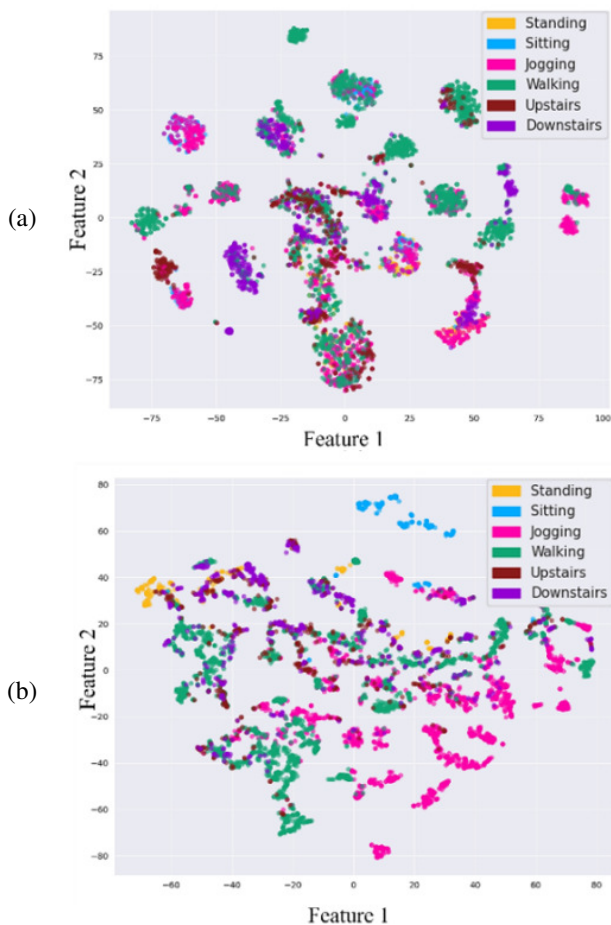 (a)
Feature 2
75
50
25
0
−25
−50
−75
Standing
Sitting
Jogging
Walking
Upstairs
Downstairs
−75 −50 −25 0 25 50 75 100
Feature 1
(b)
Feature 2
80
60
40
20
0
−20
−40
−60
−80
Standing
Sitting
Jogging
Walking
Upstairs
Downstairs
−60 −40 −20 0 20 40 60 80
Feature 1